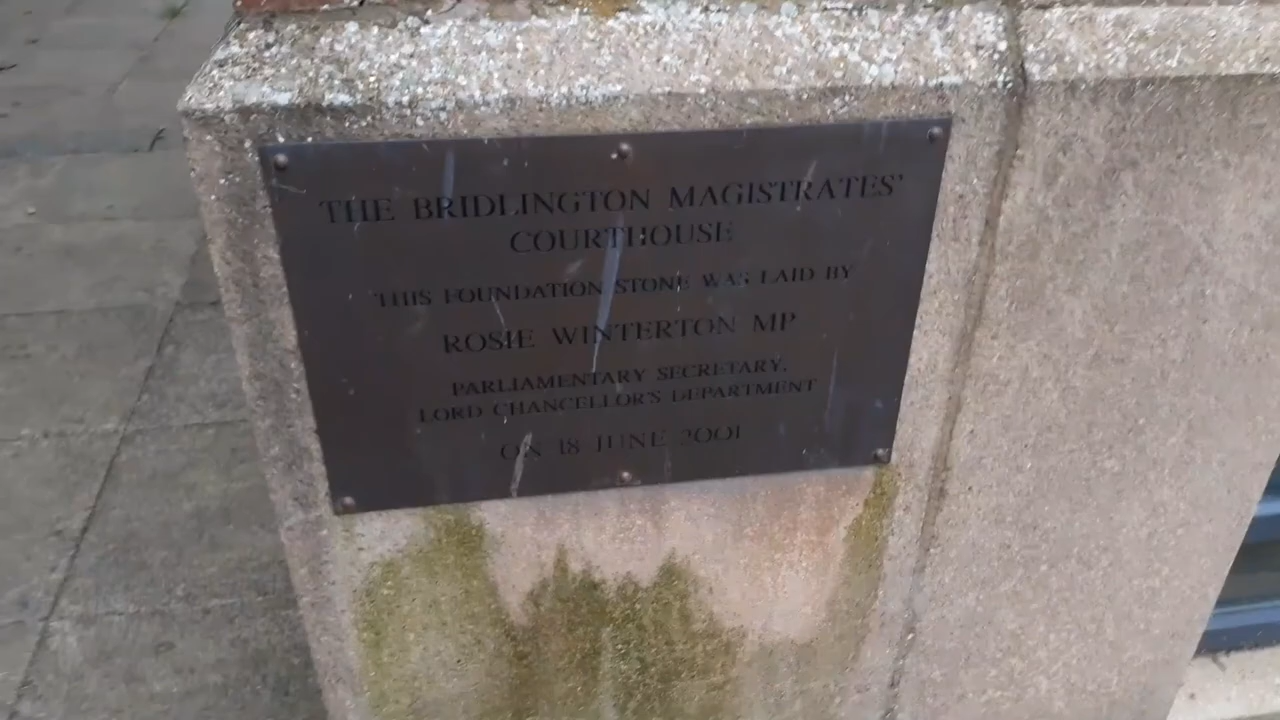 THE BRIDLINGTON MAGISTRATES'
COURTHOUSE
THIS FOUNDATION STONE WAS LAID BY
ROSIE WINTERTON MP
PARLIAMENTARY SECRETARY,
LORD CHANCELLOR'S DEPARTMENT
ON 18 JUNE 2001